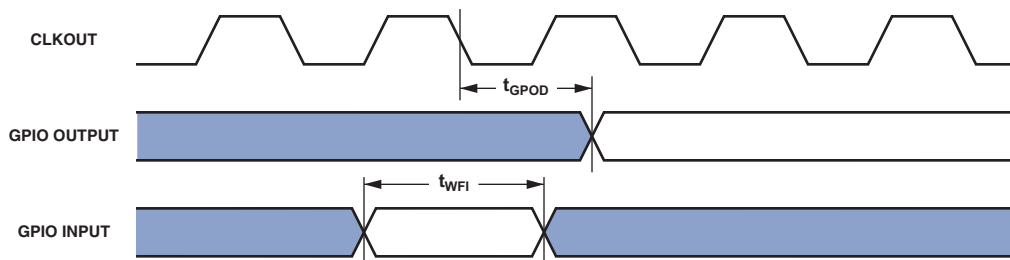 CLKOUT
tGPOD
GPIO OUTPUT
tWFI
GPIO INPUT